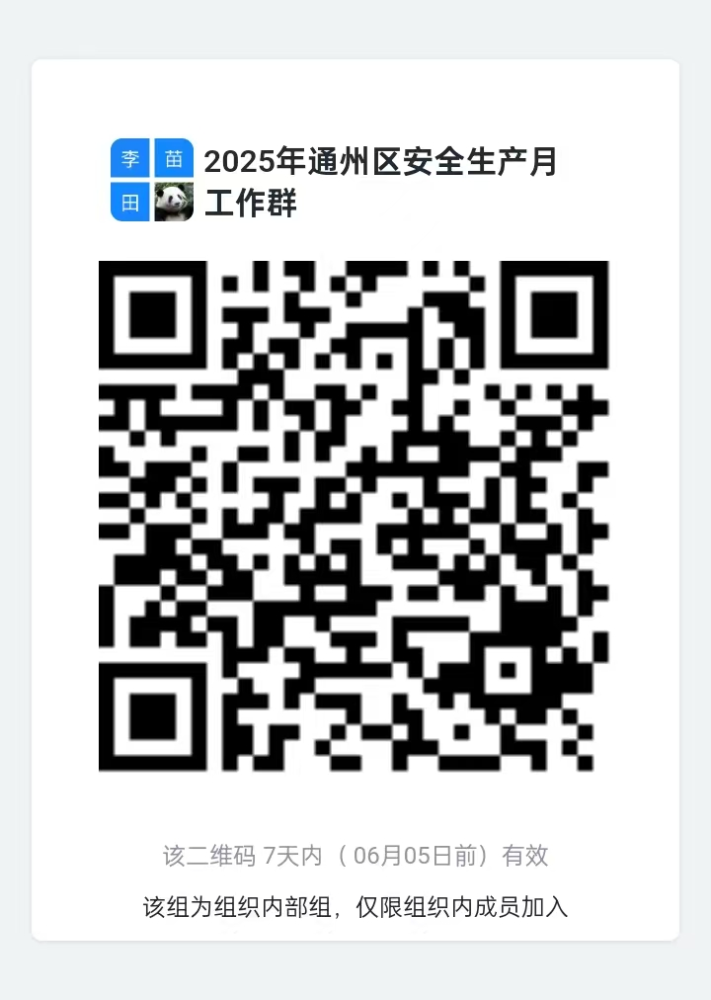 李 苗
田
2025年通州区安全生产月
工作群
该二维码 7天内（ 06月05日前）有效
该组为组织内部组，仅限组织内成员加入